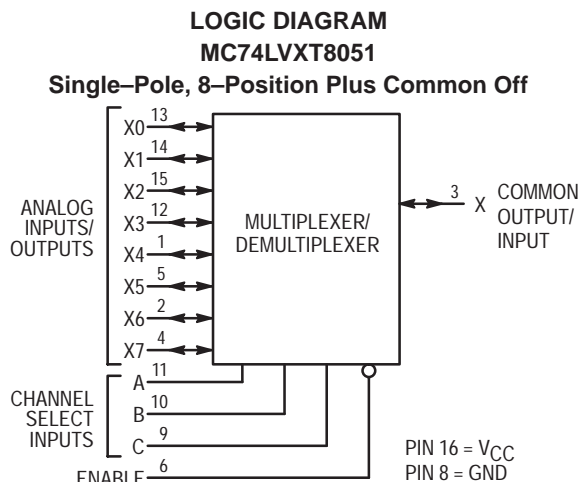 LOGIC DIAGRAM
MC74LVXT8051
Single–Pole, 8–Position Plus Common Off
X0 13
X1 14
X2 15
X3 12
X4 1
X5 5
X6 2
X7 4
ANALOG
INPUTS/
OUTPUTS
MULTIPLEXER/
DEMULTIPLEXER
3 X
COMMON
OUTPUT/
INPUT
A 11
B 10
C 9
CHANNEL
SELECT
INPUTS
ENABLE 6
PIN 16 = VCC
PIN 8 = GND